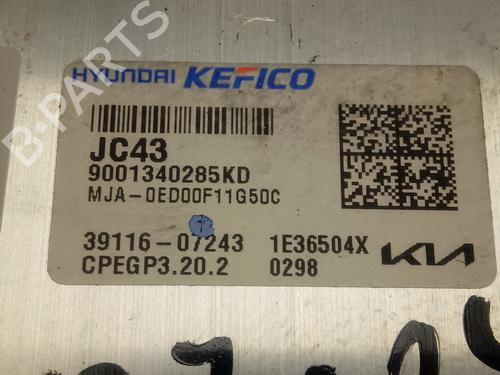 B-PARTS
HYUNDAI KEFICO
JC43
9001340285KD
MJA-0ED00F11G50C
39116-07243 1E36504X KIA
CPEGP3.20.2 0298